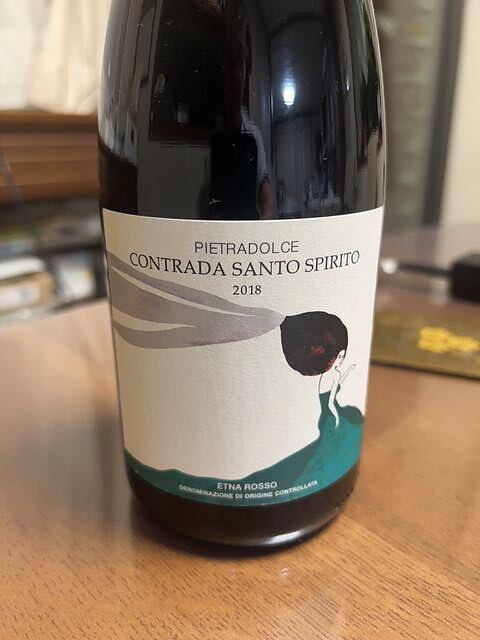 PIETRADOLCE
CONTRADA SANTO SPIRITO
2018
ETNA ROSSO
DENOMINAZIONE DI ORIGINE CONTROLLATA